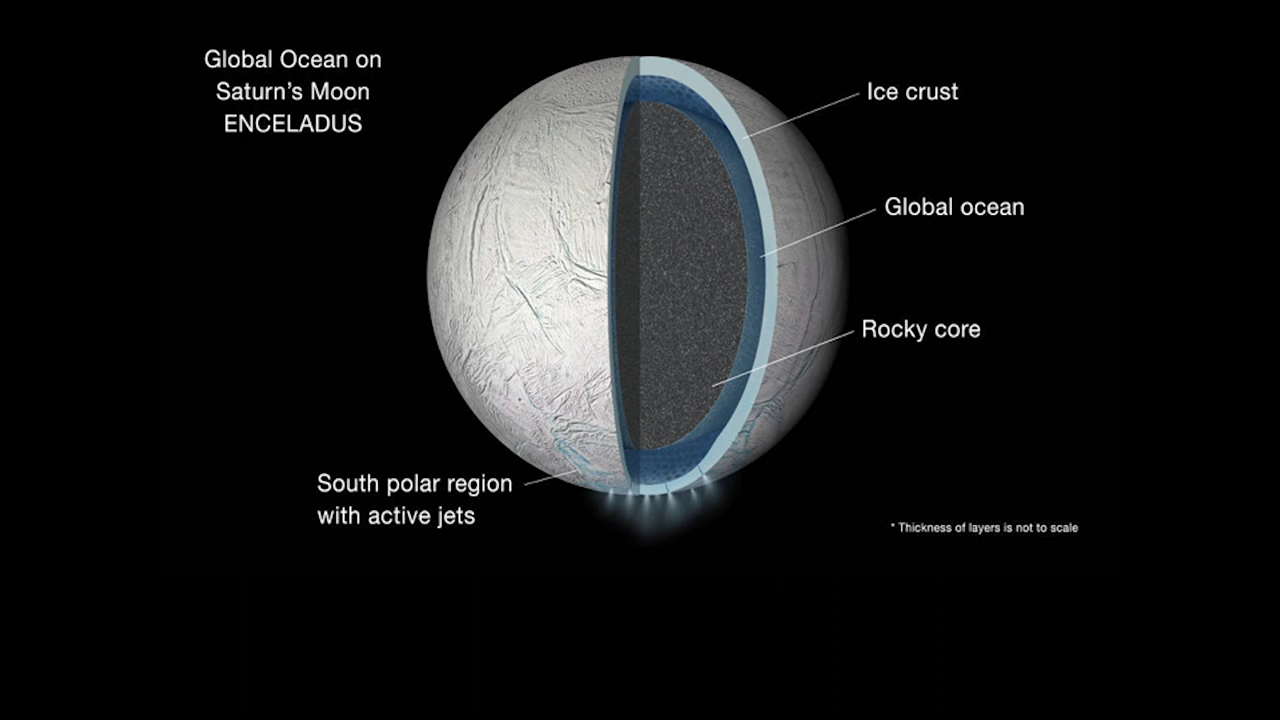 Global Ocean on
Saturn's Moon
ENCELADUS
Ice crust
Global ocean
Rocky core
South polar region
with active jets
* Thickness of layers is not to scale